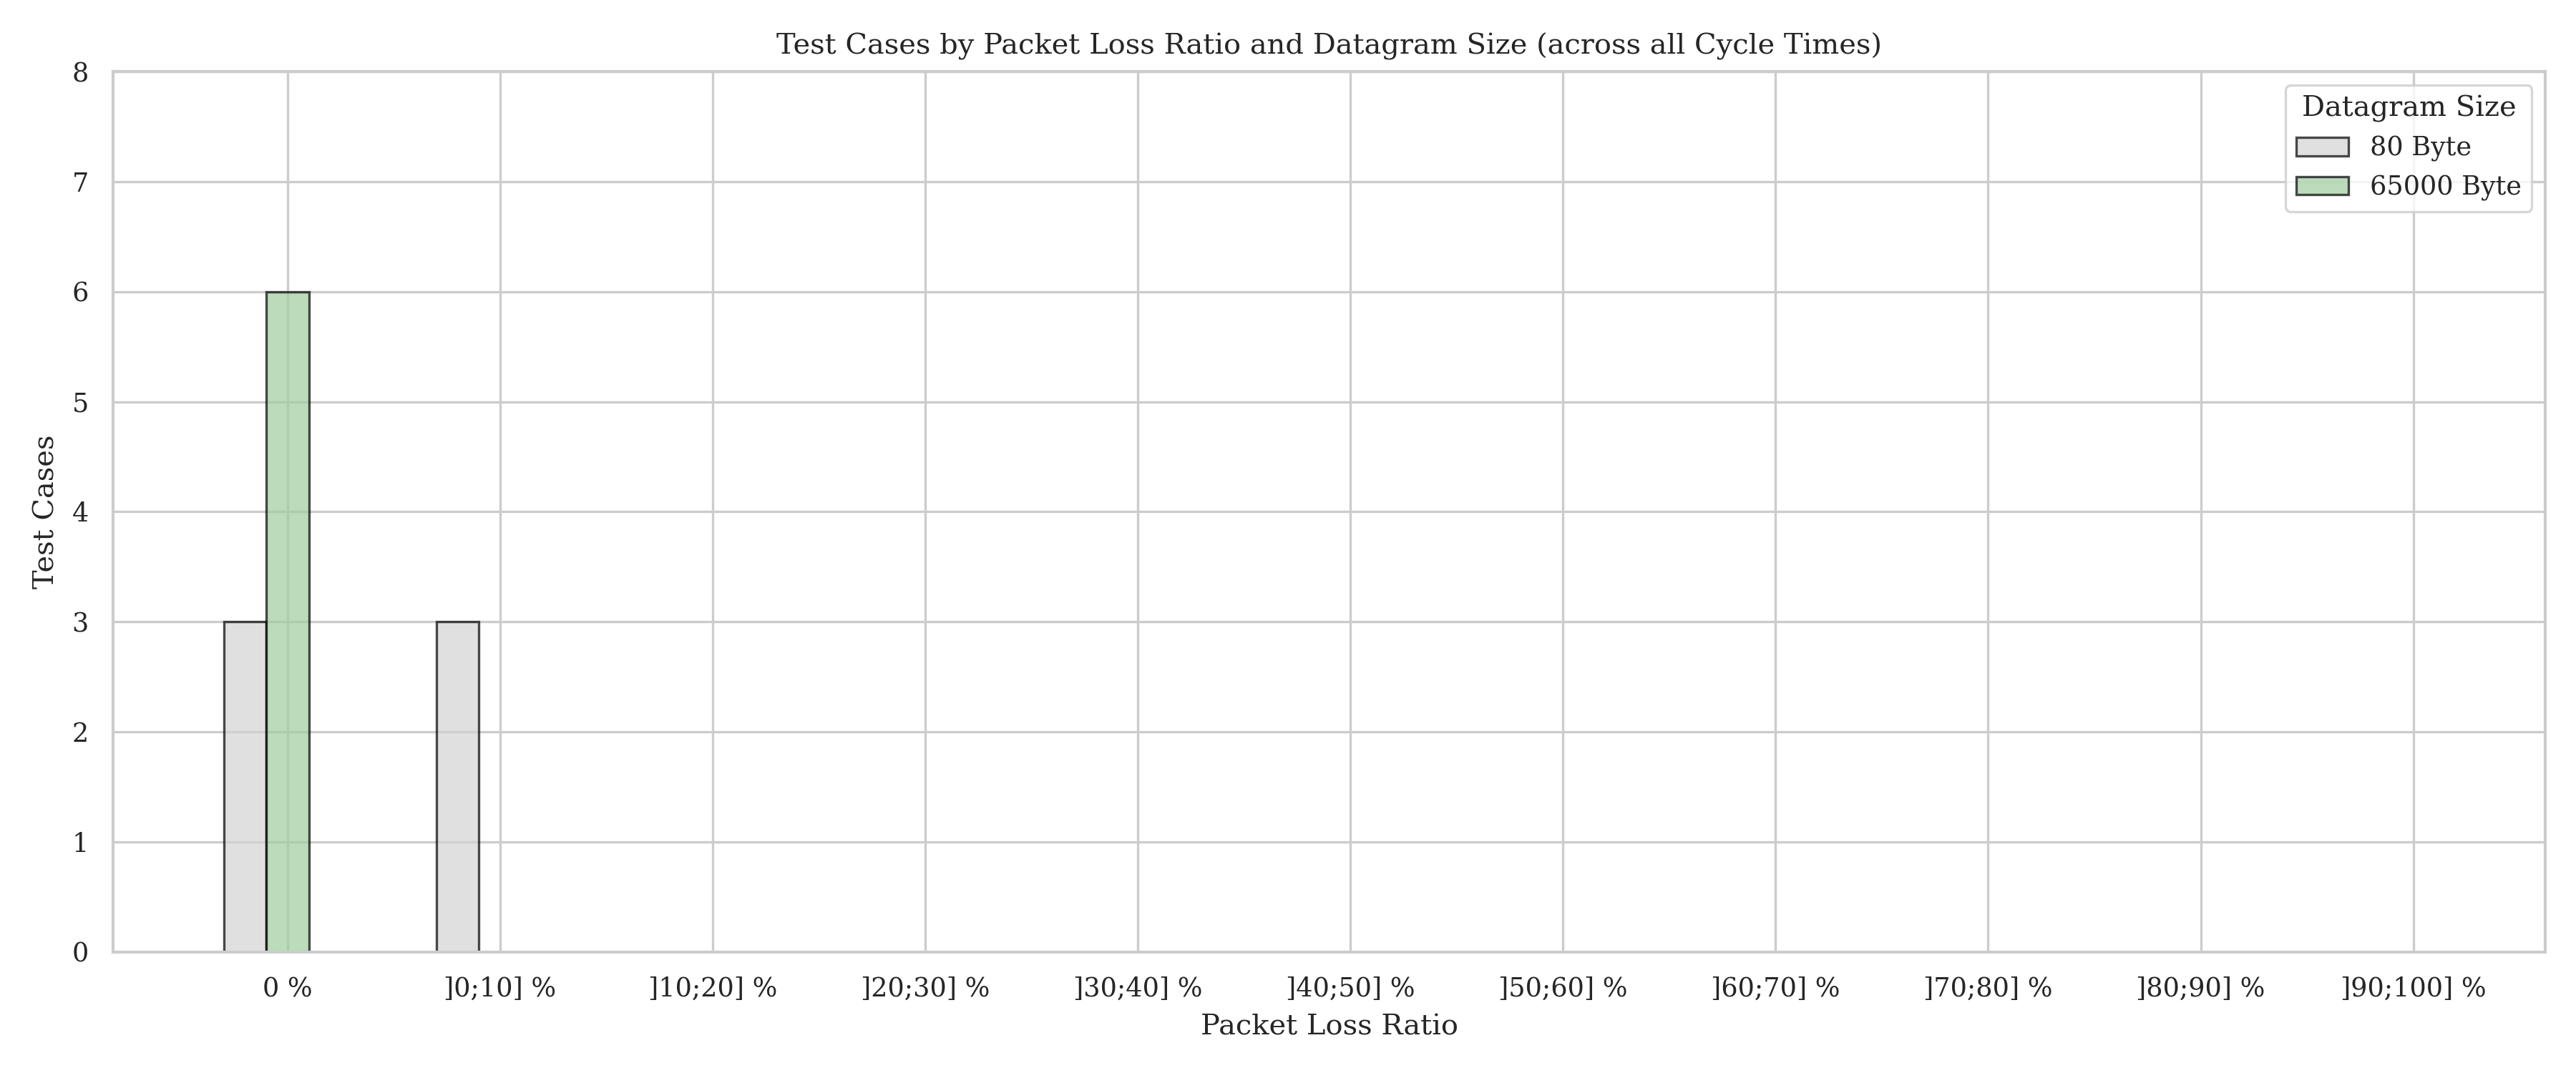 Test Cases by Packet Loss Ratio and Datagram Size (across all Cycle Times)
8
7
6
5
4
3
2
1
0
Test Cases
Datagram Size
80 Byte
65000 Byte
0 % ]0;10] % ]10;20] % ]20;30] % ]30;40] % ]40;50] % ]50;60] % ]60;70] % ]70;80] % ]80;90] % ]90;100] %
Packet Loss Ratio